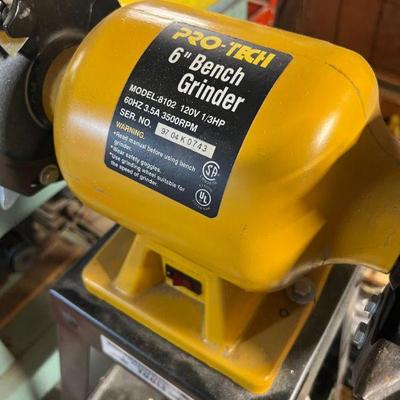 PRO-TECH
6" Bench
Grinder
MODEL:8102 120V 1/3HP
60HZ 3.5A 3500RPM
SER. NO. 97 04 K 0743
WARNING.
•Read manual before using bench
grinder.
•Wear safety goggles.
•Use grinding wheel suitable for
the speed of grinder.
SA
UL